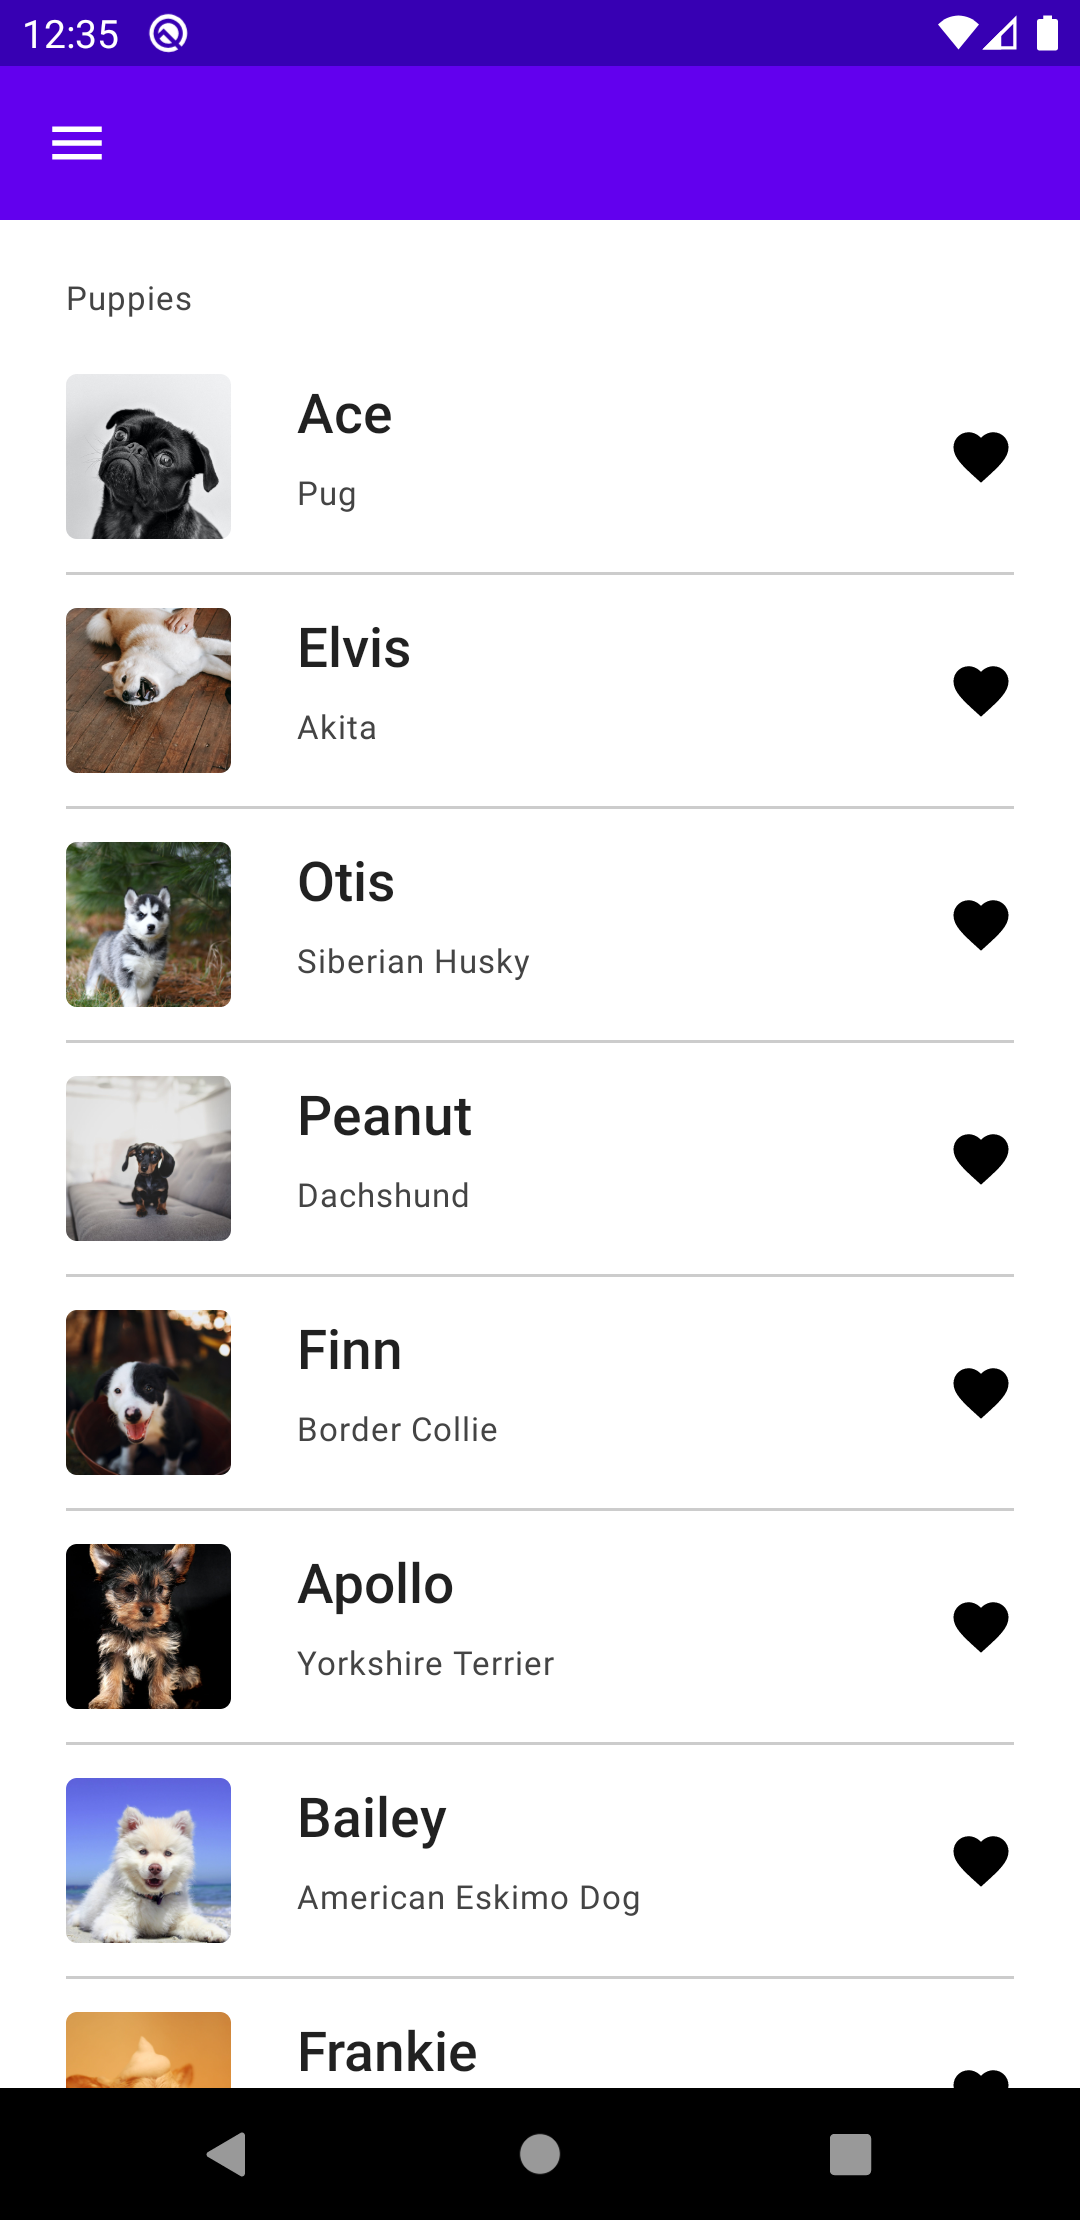 12:35
Puppies
Ace
Pug
Elvis
Akita
Otis
Siberian Husky
Peanut
Dachshund
Finn
Border Collie
Apollo
Yorkshire Terrier
Bailey
American Eskimo Dog
Frankie